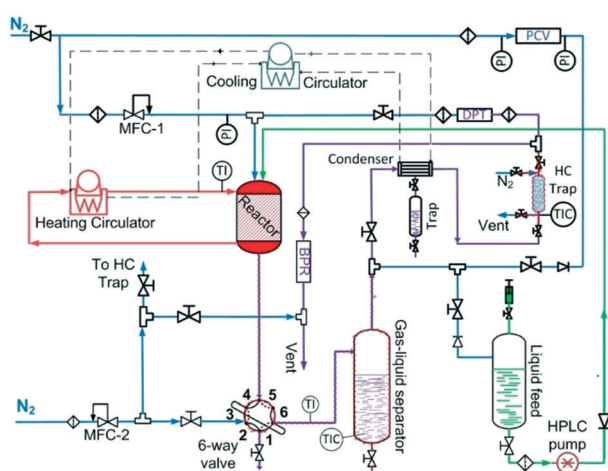 N2
PCV
PI
PI
Cooling
Circulator
MFC-1
PI
DPT
Condenser
TI
N2
HC
Trap
Heating Circulator
Reactor
Trap
Vent
TIC
To HC
Trap
BPR
Vent
Gas-liquid separator
Liquid feed
4
5
3
6
2
1
TI
N2
MFC-2
6-way
valve
TIC
HPLC
pump